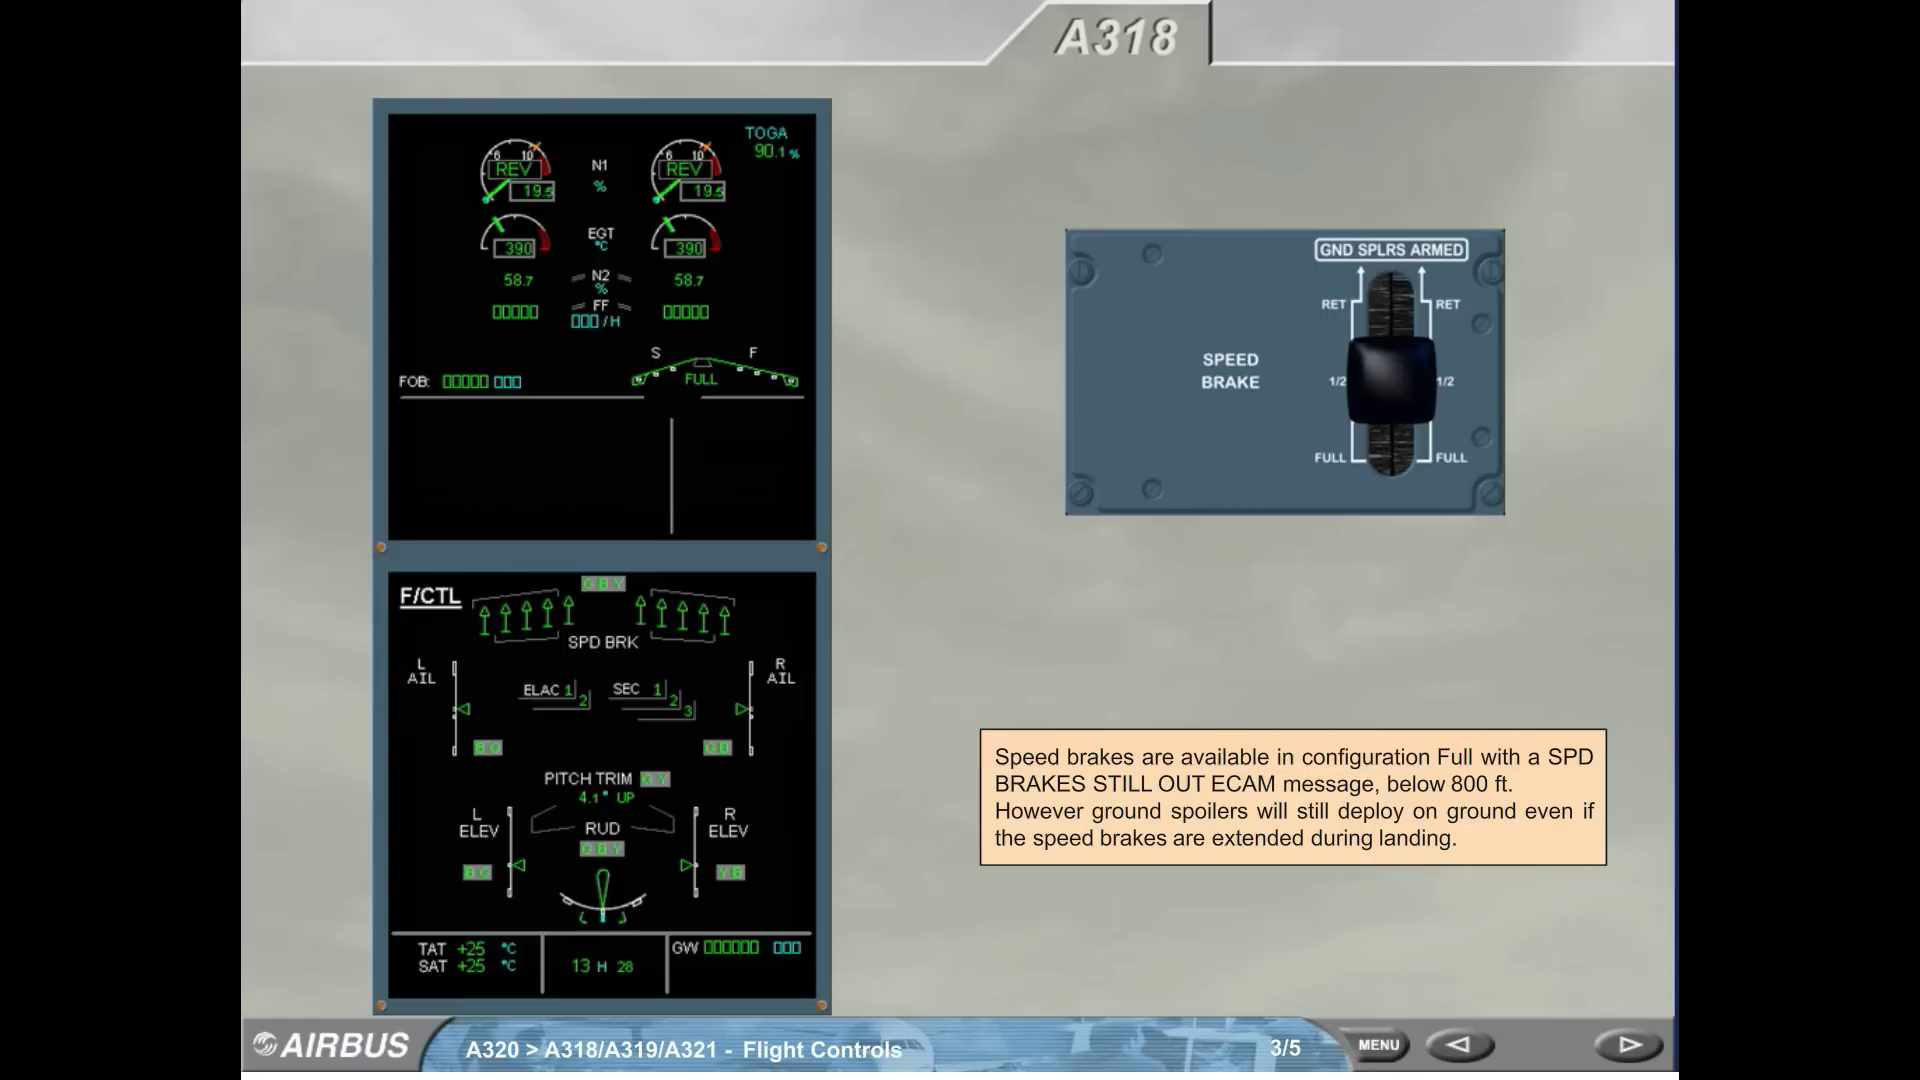 A318
TOGA
90.1 %
6 10
REV
19.5
N1
%
6 10
REV
19.5
390
EGT
°C
390
58.7
N2
%
58.7
FF
/H
S F
FULL
FOB:
GND SPLRS ARMED
RET RET
SPEED
BRAKE
1/2 1/2
FULL FULL
F/CTL
G B Y
SPD BRK
L
AIL
R
AIL
ELAC 1 2
SEC 1 2 3
B G
G B
PITCH TRIM G Y
4.1° UP
L
ELEV
RUD
R
ELEV
G B Y
B G
Y B
TAT +25 °C
SAT +25 °C
13 H 28
GW
Speed brakes are available in configuration Full with a SPD
BRAKES STILL OUT ECAM message, below 800 ft.
However ground spoilers will still deploy on ground even if
the speed brakes are extended during landing.
AIRBUS
A320 > A318/A319/A321 - Flight Controls
3/5
MENU